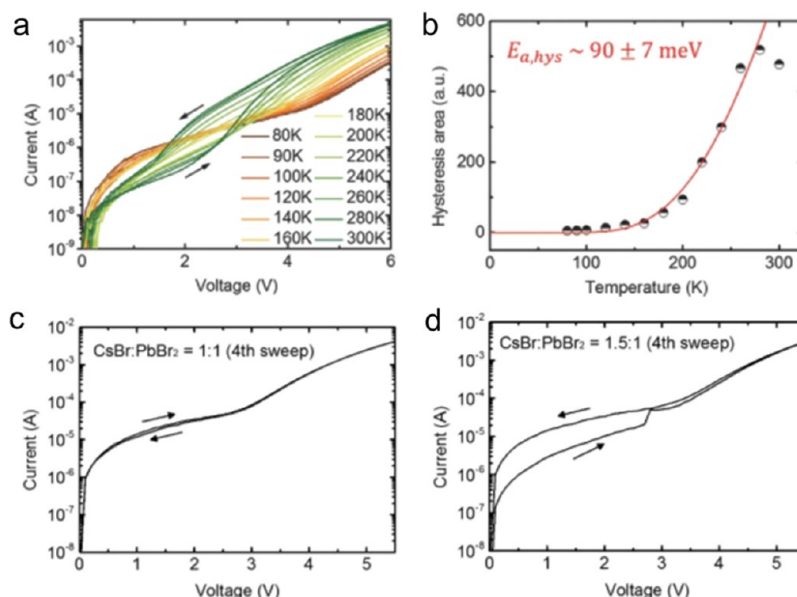 a
10⁻³
10⁻⁴
10⁻⁵
10⁻⁶
10⁻⁷
10⁻⁸
10⁻⁹
Current (A)
80K
90K
100K
120K
140K
160K
180K
200K
220K
240K
260K
280K
300K
0
2
4
6
Voltage (V)
b
Eₐ,ₕᵧₛ ~ 90 ± 7 meV
600
400
200
0
Hysteresis area (a.u.)
0
100
200
300
Temperature (K)
c
CsBr:PbBr₂ = 1:1 (4th sweep)
10⁻²
10⁻³
10⁻⁴
10⁻⁵
10⁻⁶
10⁻⁷
10⁻⁸
Current (A)
0
1
2
3
4
5
Voltage (V)
d
CsBr:PbBr₂ = 1.5:1 (4th sweep)
10⁻²
10⁻³
10⁻⁴
10⁻⁵
10⁻⁶
10⁻⁷
10⁻⁸
Current (A)
0
1
2
3
4
5
Voltage (V)